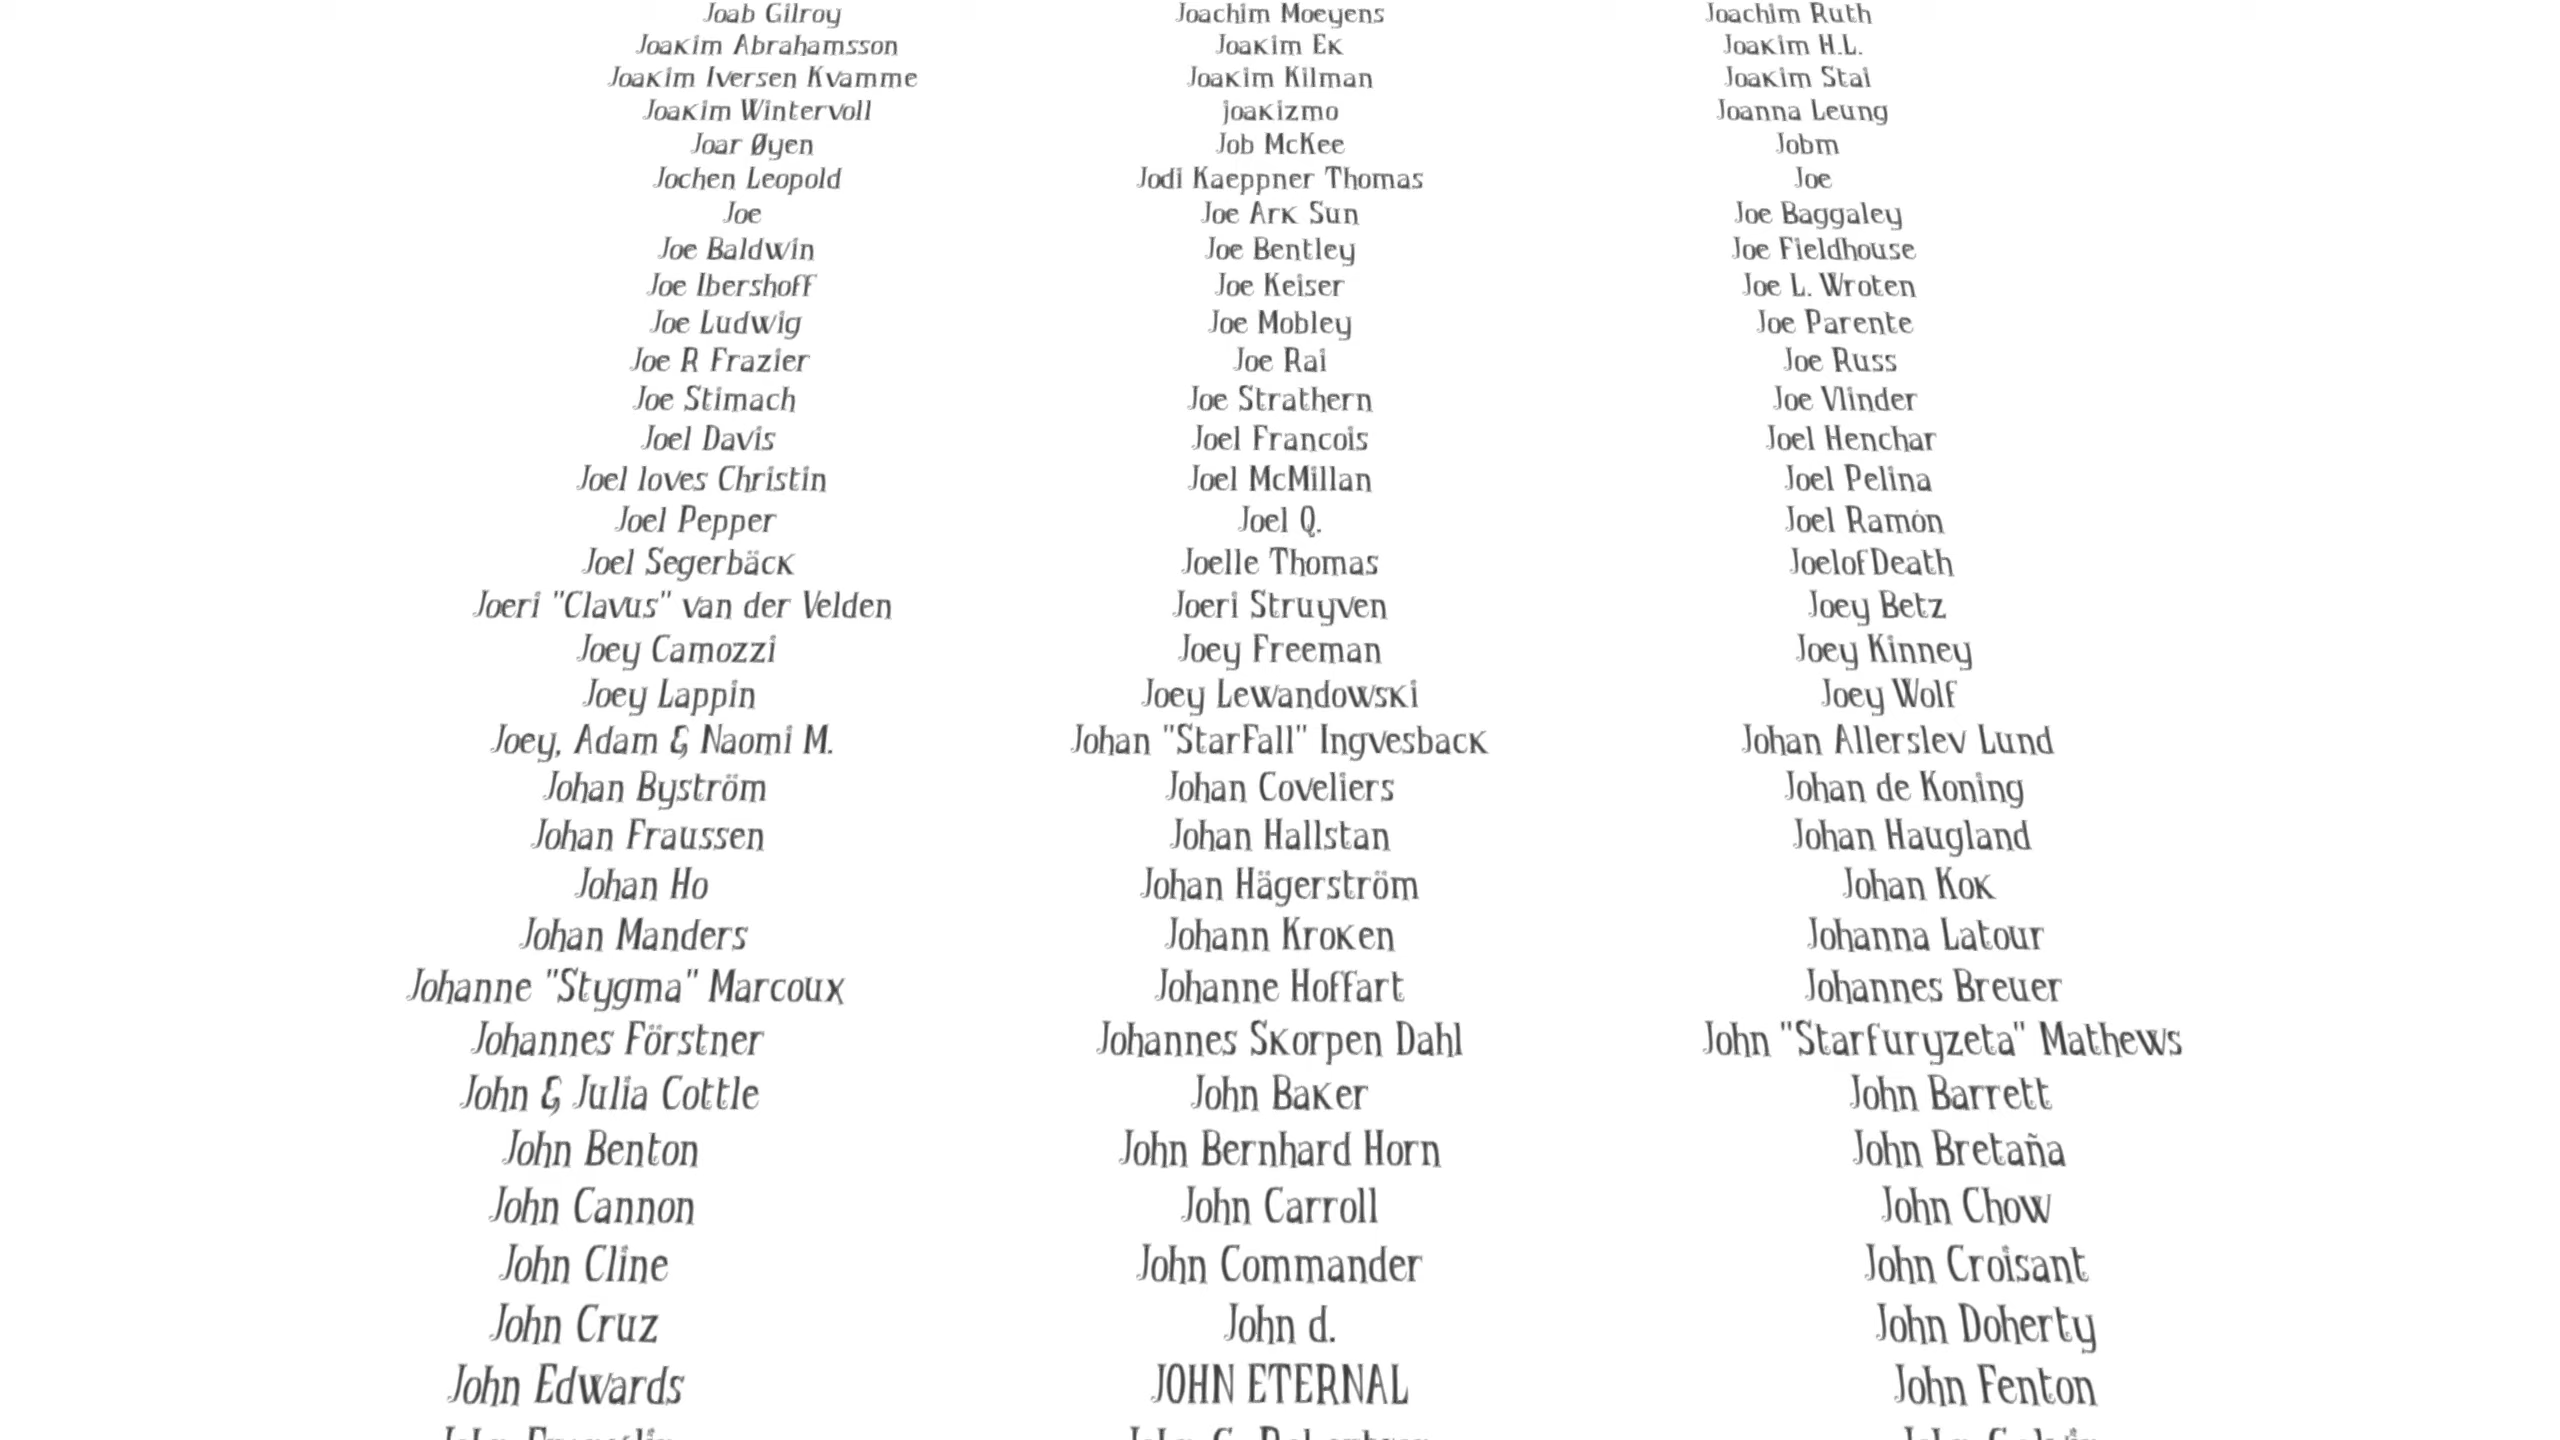 Joab Gilroy Joachim Moeyens Joachim Ruth
Joakim Abrahamsson Joakim Ek Joakim H.L.
Joakim Iversen Kvamme Joakim Kilman Joakim Stai
Joakim Wintervoll joakizmo Joanna Leung
Joar Øyen Job McKee Jobm
Jochen Leopold Jodi Kaeppner Thomas Joe
Joe Joe Ark Sun Joe Baggaley
Joe Baldwin Joe Bentley Joe Fieldhouse
Joe Ibershoff Joe Keiser Joe L. Wroten
Joe Ludwig Joe Mobley Joe Parente
Joe R Frazier Joe Rai Joe Russ
Joe Stimach Joe Strathern Joe Vlinder
Joel Davis Joel Francois Joel Henchar
Joel loves Christin Joel McMillan Joel Pelina
Joel Pepper Joel Q. Joel Ramón
Joel Segerbäck Joelle Thomas JoelofDeath
Joeri "Clavus" van der Velden Joeri Struyven Joey Betz
Joey Camozzi Joey Freeman Joey Kinney
Joey Lappin Joey Lewandowski Joey Wolf
Joey, Adam & Naomi M. Johan "StarFall" Ingvesback Johan Allerslev Lund
Johan Byström Johan Coveliers Johan de Koning
Johan Fraussen Johan Hallstan Johan Haugland
Johan Ho Johan Hägerström Johan Kok
Johan Manders Johann Kroken Johanna Latour
Johanne "Stygma" Marcoux Johanne Hoffart Johannes Breuer
Johannes Förstner Johannes Skorpen Dahl John "Starfuryzeta" Mathews
John & Julia Cottle John Baker John Barrett
John Benton John Bernhard Horn John Bretaña
John Cannon John Carroll John Chow
John Cline John Commander John Croisant
John Cruz John d. John Doherty
John Edwards JOHN ETERNAL John Fenton